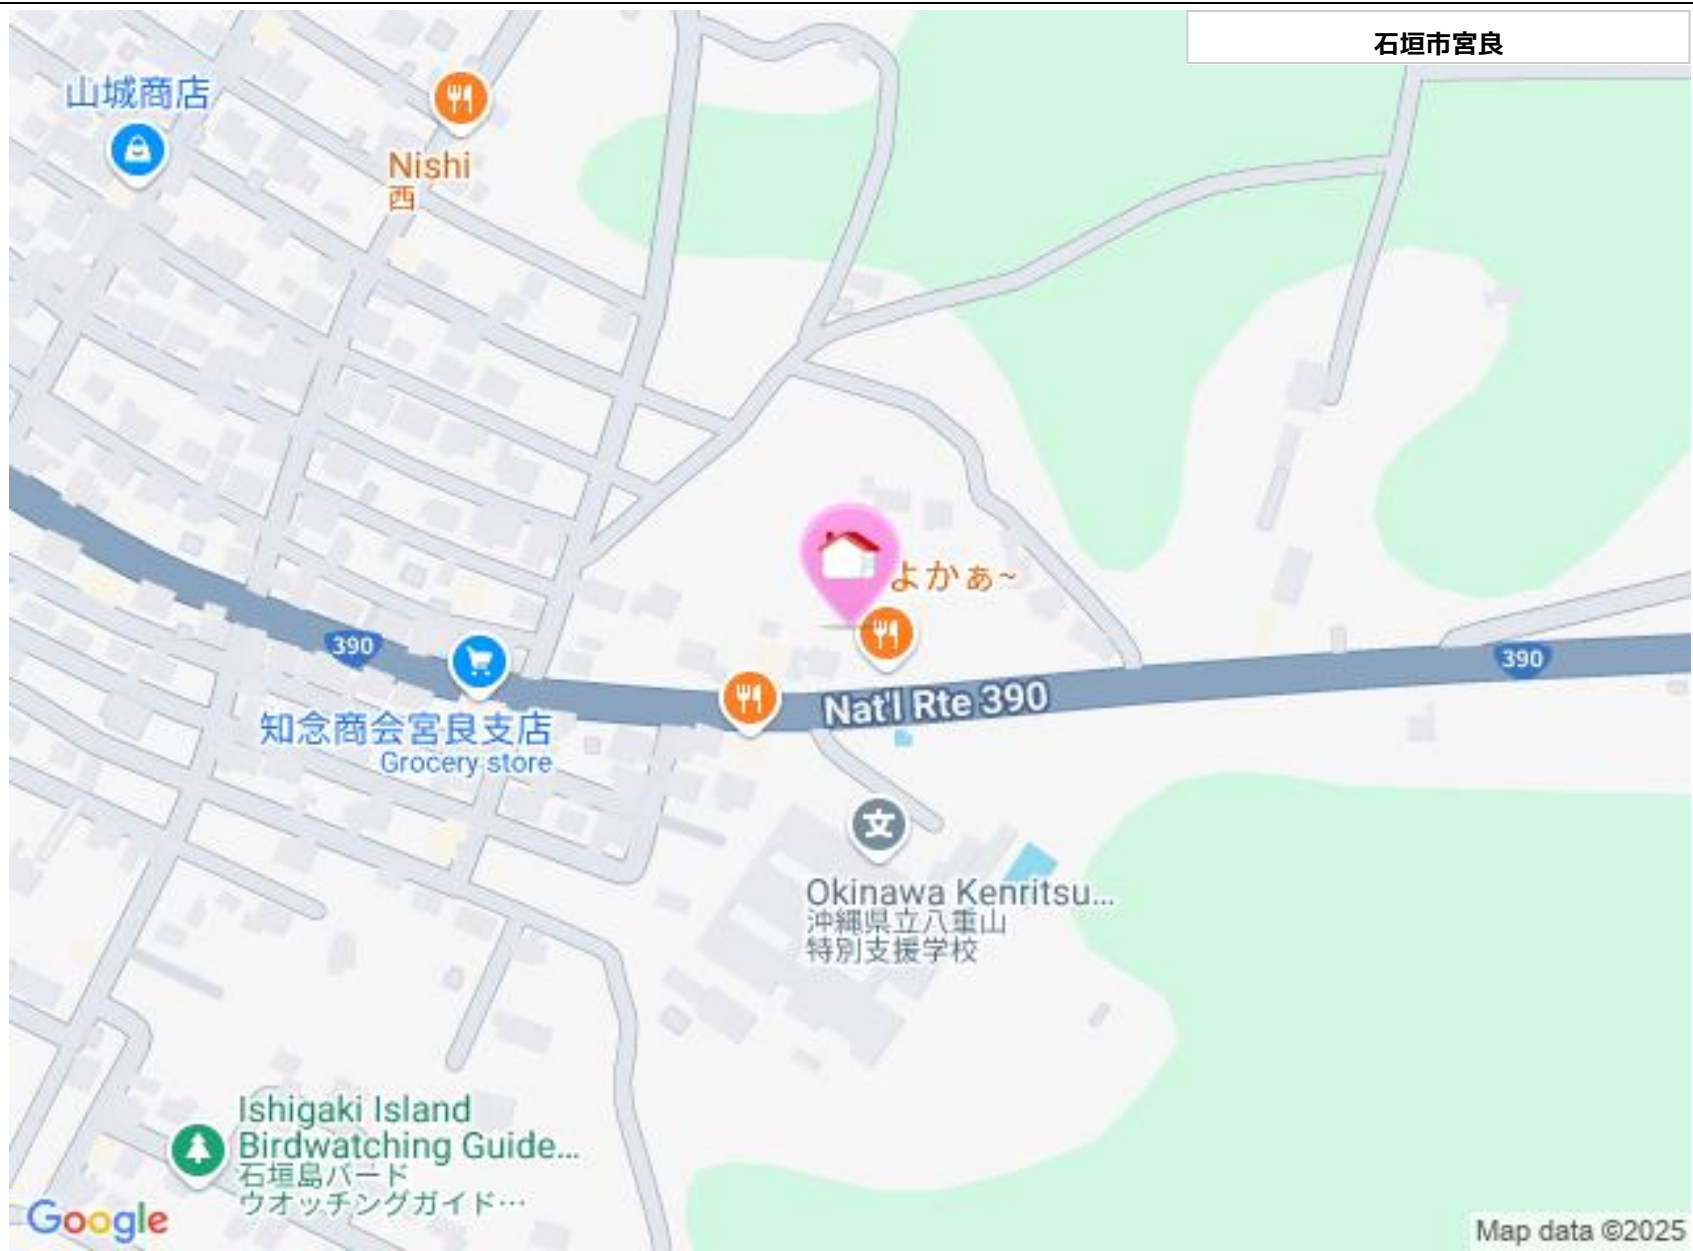 石垣市宮良
山城商店
Nishi
西
よかぁ~
390
390
Nat'l Rte 390
知念商会宮良支店
Grocery store
文
Okinawa Kenritsu...
沖縄県立八重山
特別支援学校
Ishigaki Island
Birdwatching Guide...
石垣島バード
ウオッチングガイド…
Google
Map data ©2025